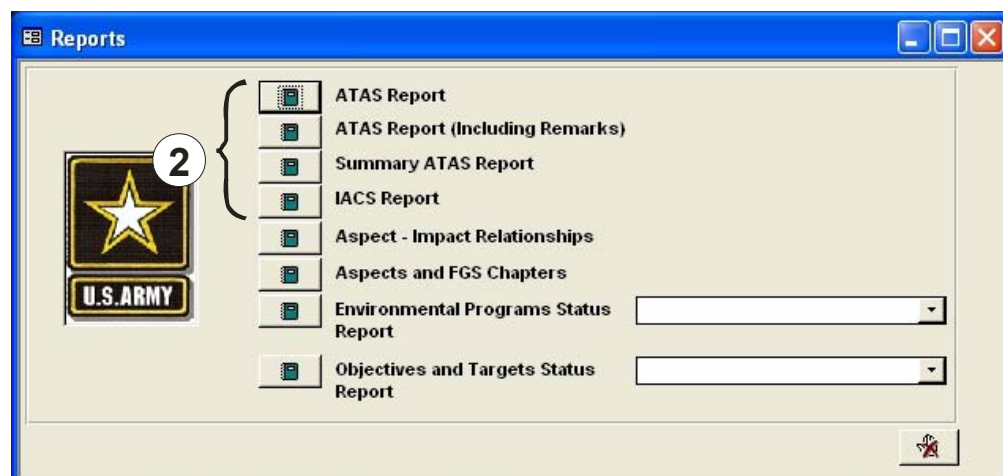 Reports
ATAS Report
ATAS Report (Including Remarks)
2
Summary ATAS Report
IACS Report
Aspect - Impact Relationships
Aspects and FGS Chapters
U.S.ARMY
Environmental Programs Status
Report
Objectives and Targets Status
Report